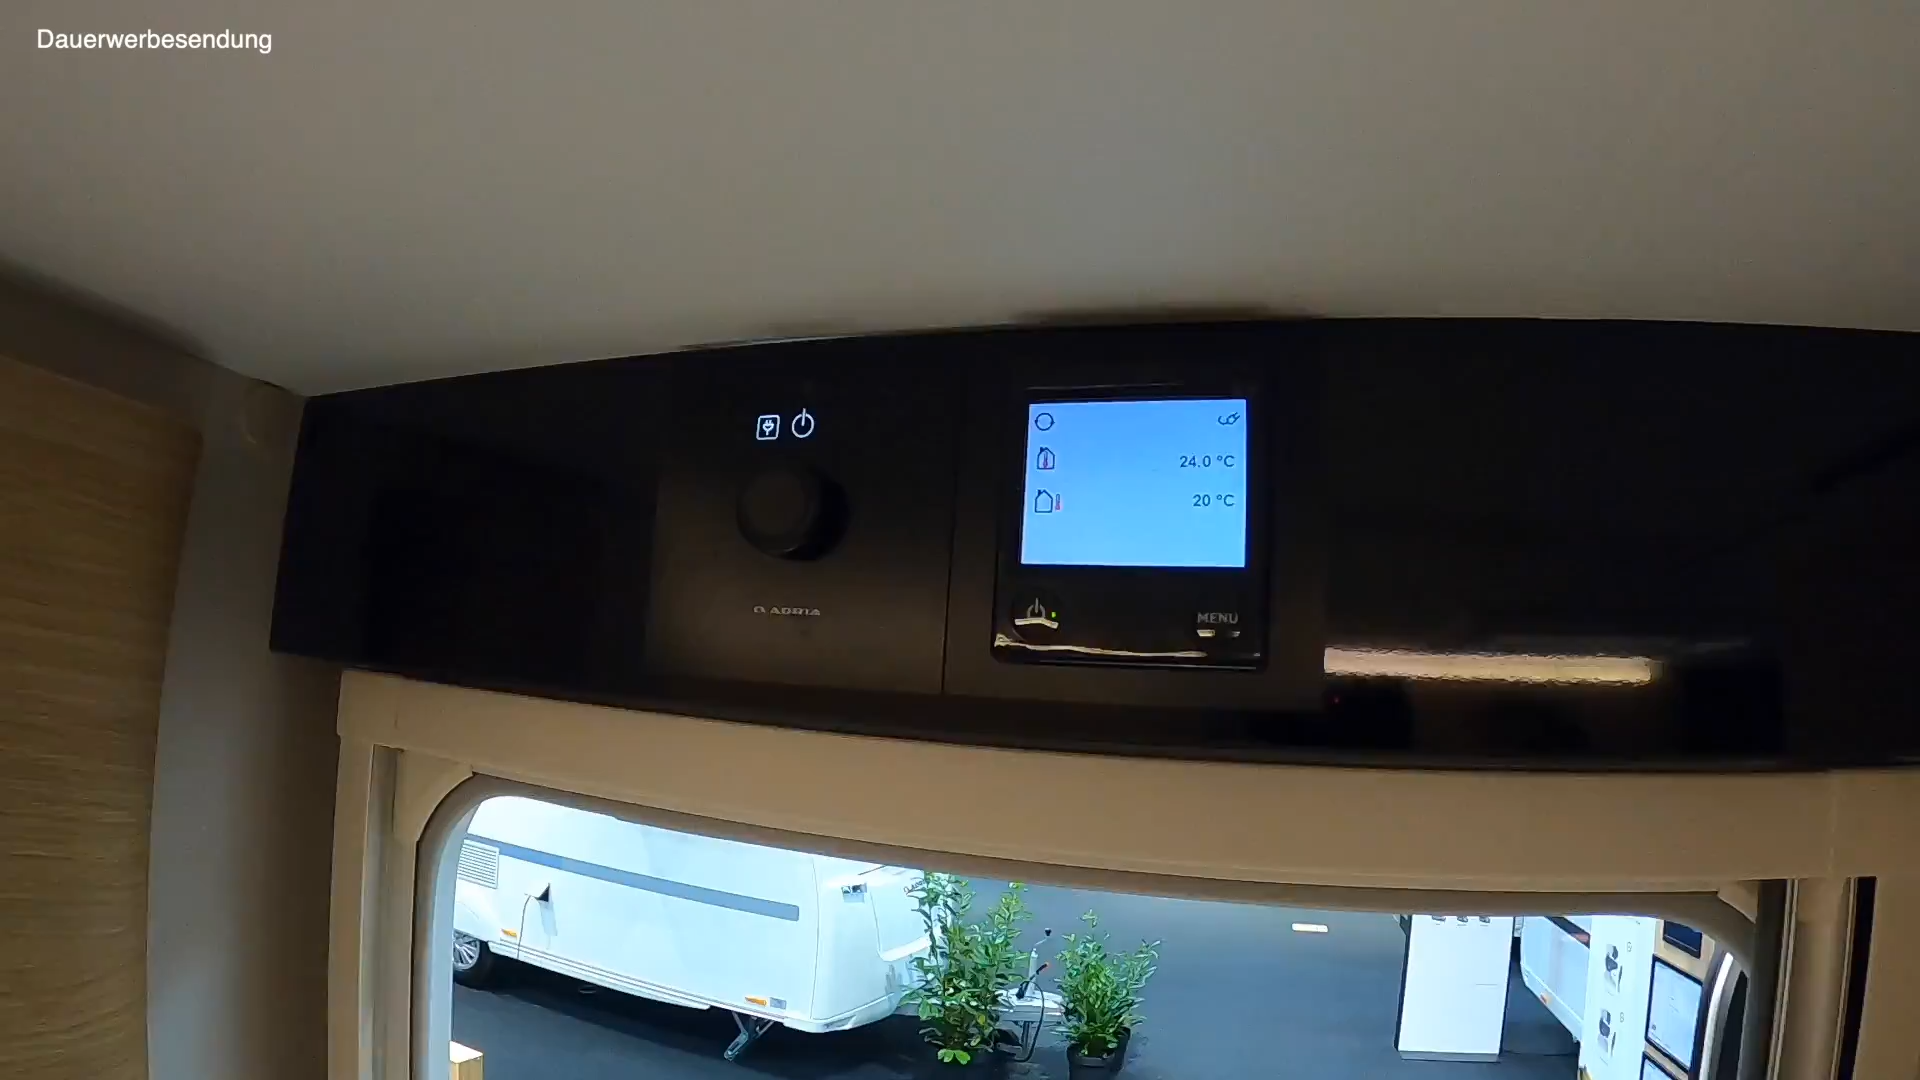 Dauerwerbesendung
24.0 °C
20 °C
ADRIA
MENU